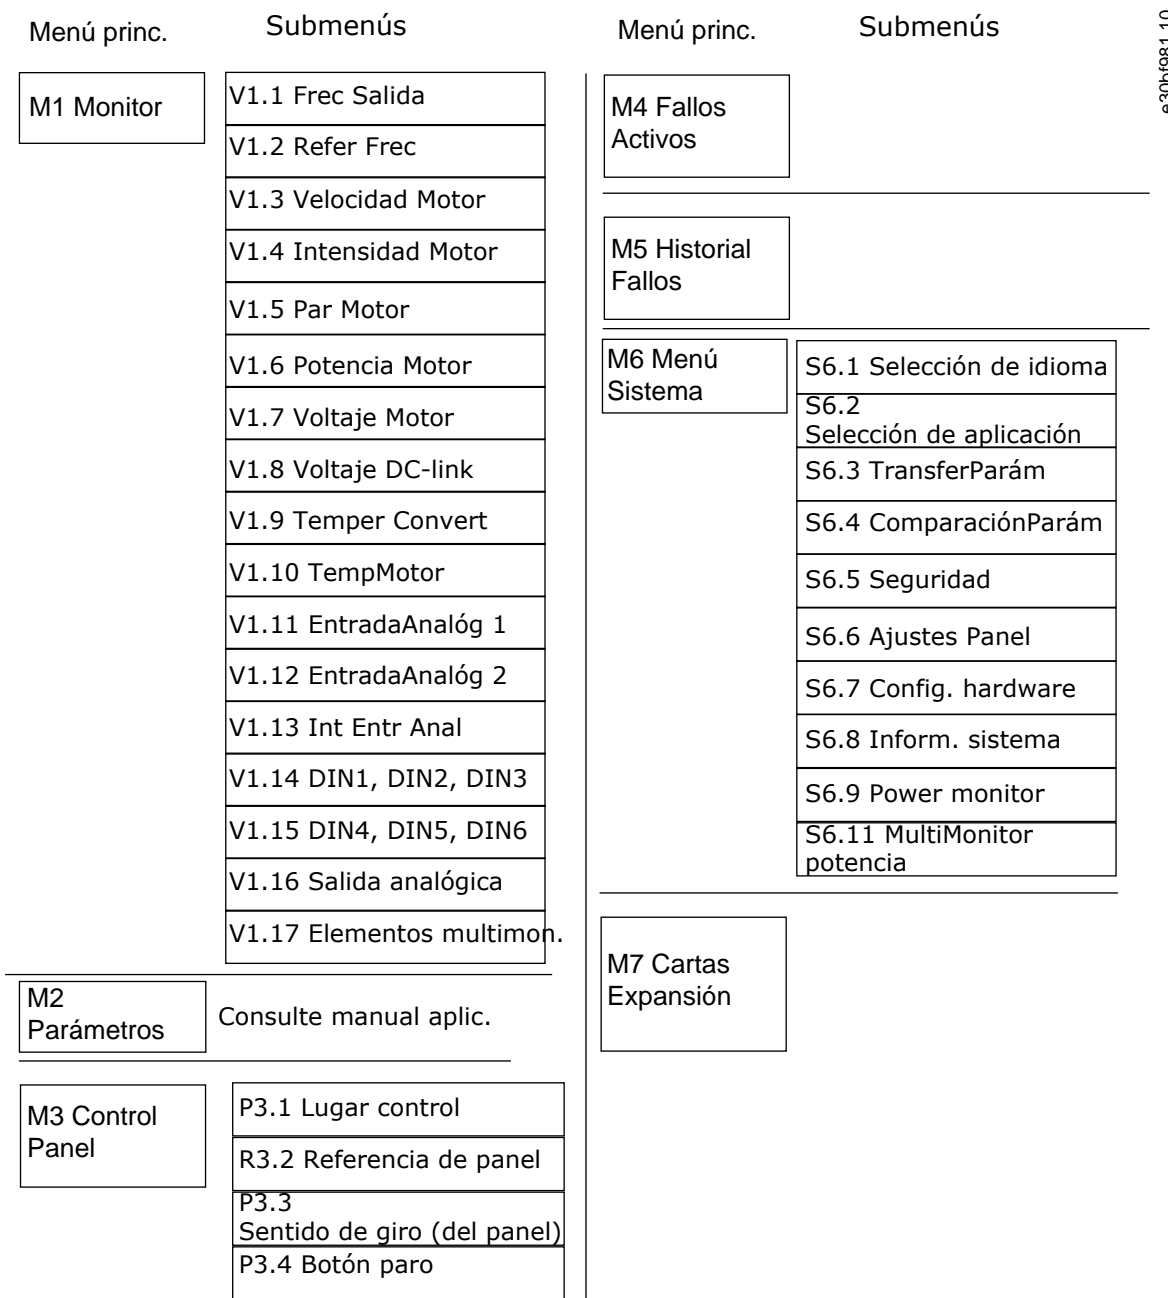 Menú princ.
Submenús
M1 Monitor
V1.1 Frec Salida
V1.2 Refer Frec
V1.3 Velocidad Motor
V1.4 Intensidad Motor
V1.5 Par Motor
V1.6 Potencia Motor
V1.7 Voltaje Motor
V1.8 Voltaje DC-link
V1.9 Temper Convert
V1.10 TempMotor
V1.11 EntradaAnalóg 1
V1.12 EntradaAnalóg 2
V1.13 Int Entr Anal
V1.14 DIN1, DIN2, DIN3
V1.15 DIN4, DIN5, DIN6
V1.16 Salida analógica
V1.17 Elementos multimon.
M2
Parámetros
Consulte manual aplic.
M3 Control
Panel
P3.1 Lugar control
R3.2 Referencia de panel
P3.3
Sentido de giro (del panel)
P3.4 Botón paro
Menú princ.
Submenús
M4 Fallos
Activos
M5 Historial
Fallos
M6 Menú
Sistema
S6.1 Selección de idioma
S6.2
Selección de aplicación
S6.3 TransferParám
S6.4 ComparaciónParám
S6.5 Seguridad
S6.6 Ajustes Panel
S6.7 Config. hardware
S6.8 Inform. sistema
S6.9 Power monitor
S6.11 MultiMonitor
potencia
M7 Cartas
Expansión
e30bf981.10